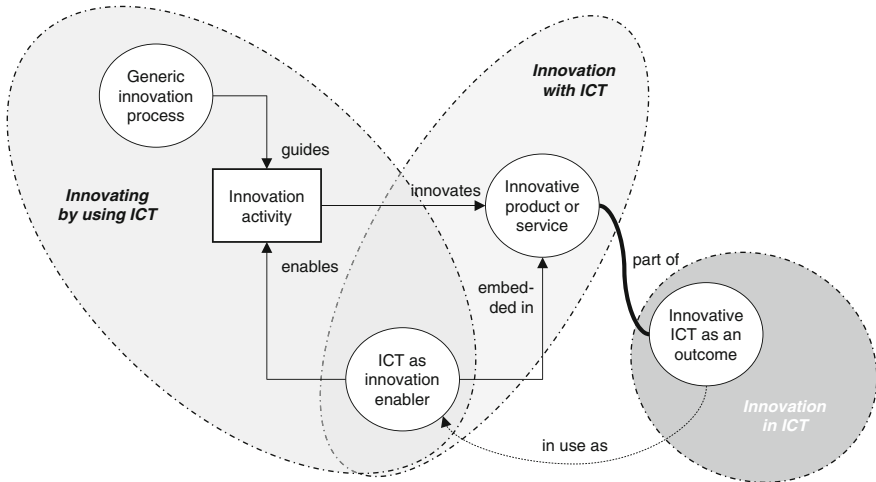 Generic
innovation
process
Innovation
with ICT
guides
Innovating
by using ICT
Innovation
activity
innovates
Innovative
product or
service
enables
embed-
ded in
part of
ICT as
innovation
enabler
Innovative
ICT as an
outcome
Innovation
in ICT
in use as